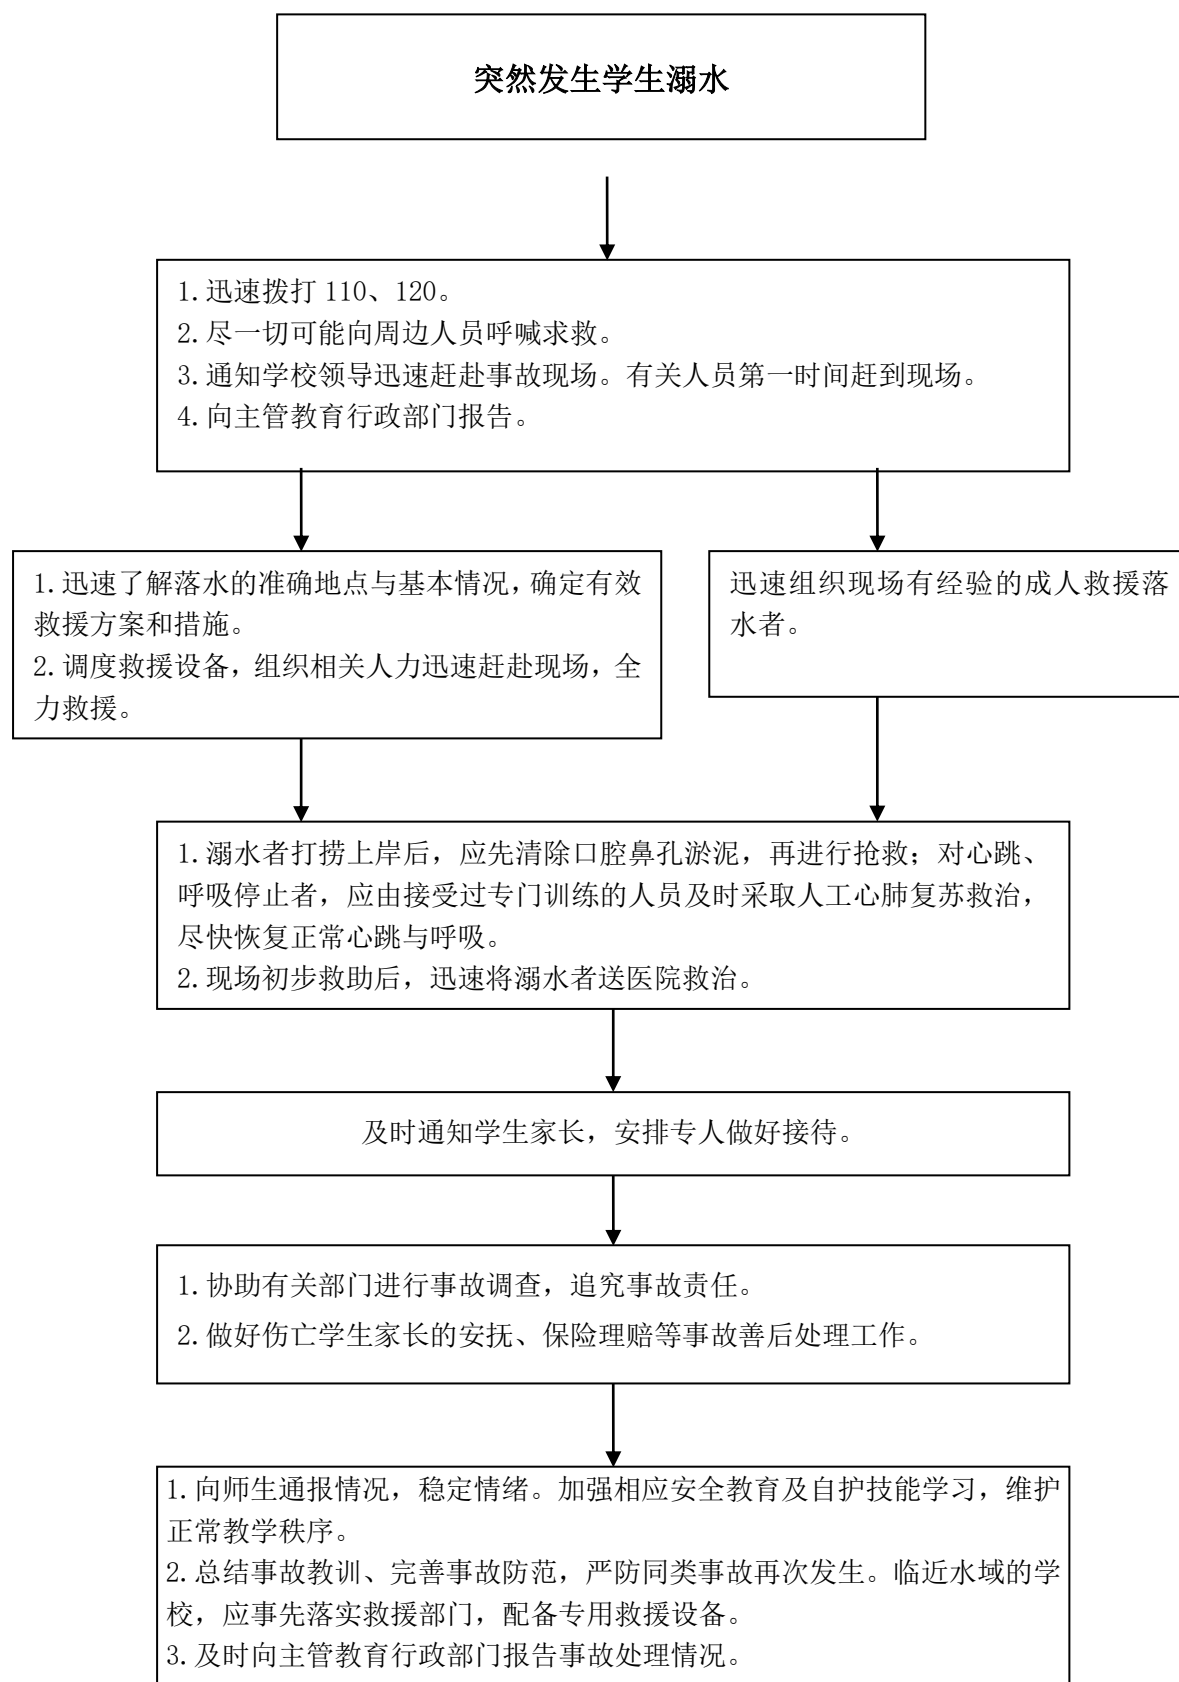 突然发生学生溺水
1.迅速拨打 110、120。
2.尽一切可能向周边人员呼喊求救。
3.通知学校领导迅速赶赴事故现场。有关人员第一时间赶到现场。
4.向主管教育行政部门报告。
1.迅速了解落水的准确地点与基本情况,确定有效
救援方案和措施。
2.调度救援设备,组织相关人力迅速赶赴现场,全
力救援。
迅速组织现场有经验的成人救援落
水者。
1.溺水者打捞上岸后，应先清除口腔鼻孔淤泥，再进行抢救；对心跳、
呼吸停止者，应由接受过专门训练的人员及时采取人工心肺复苏救治，
尽快恢复正常心跳与呼吸。
2.现场初步救助后，迅速将溺水者送医院救治。
及时通知学生家长，安排专人做好接待。
1.协助有关部门进行事故调查，追究事故责任。
2.做好伤亡学生家长的安抚、保险理赔等事故善后处理工作。
1.向师生通报情况，稳定情绪。加强相应安全教育及自护技能学习，维护
正常教学秩序。
2.总结事故教训、完善事故防范，严防同类事故再次发生。临近水域的学
校，应事先落实救援部门，配备专用救援设备。
3.及时向主管教育行政部门报告事故处理情况。